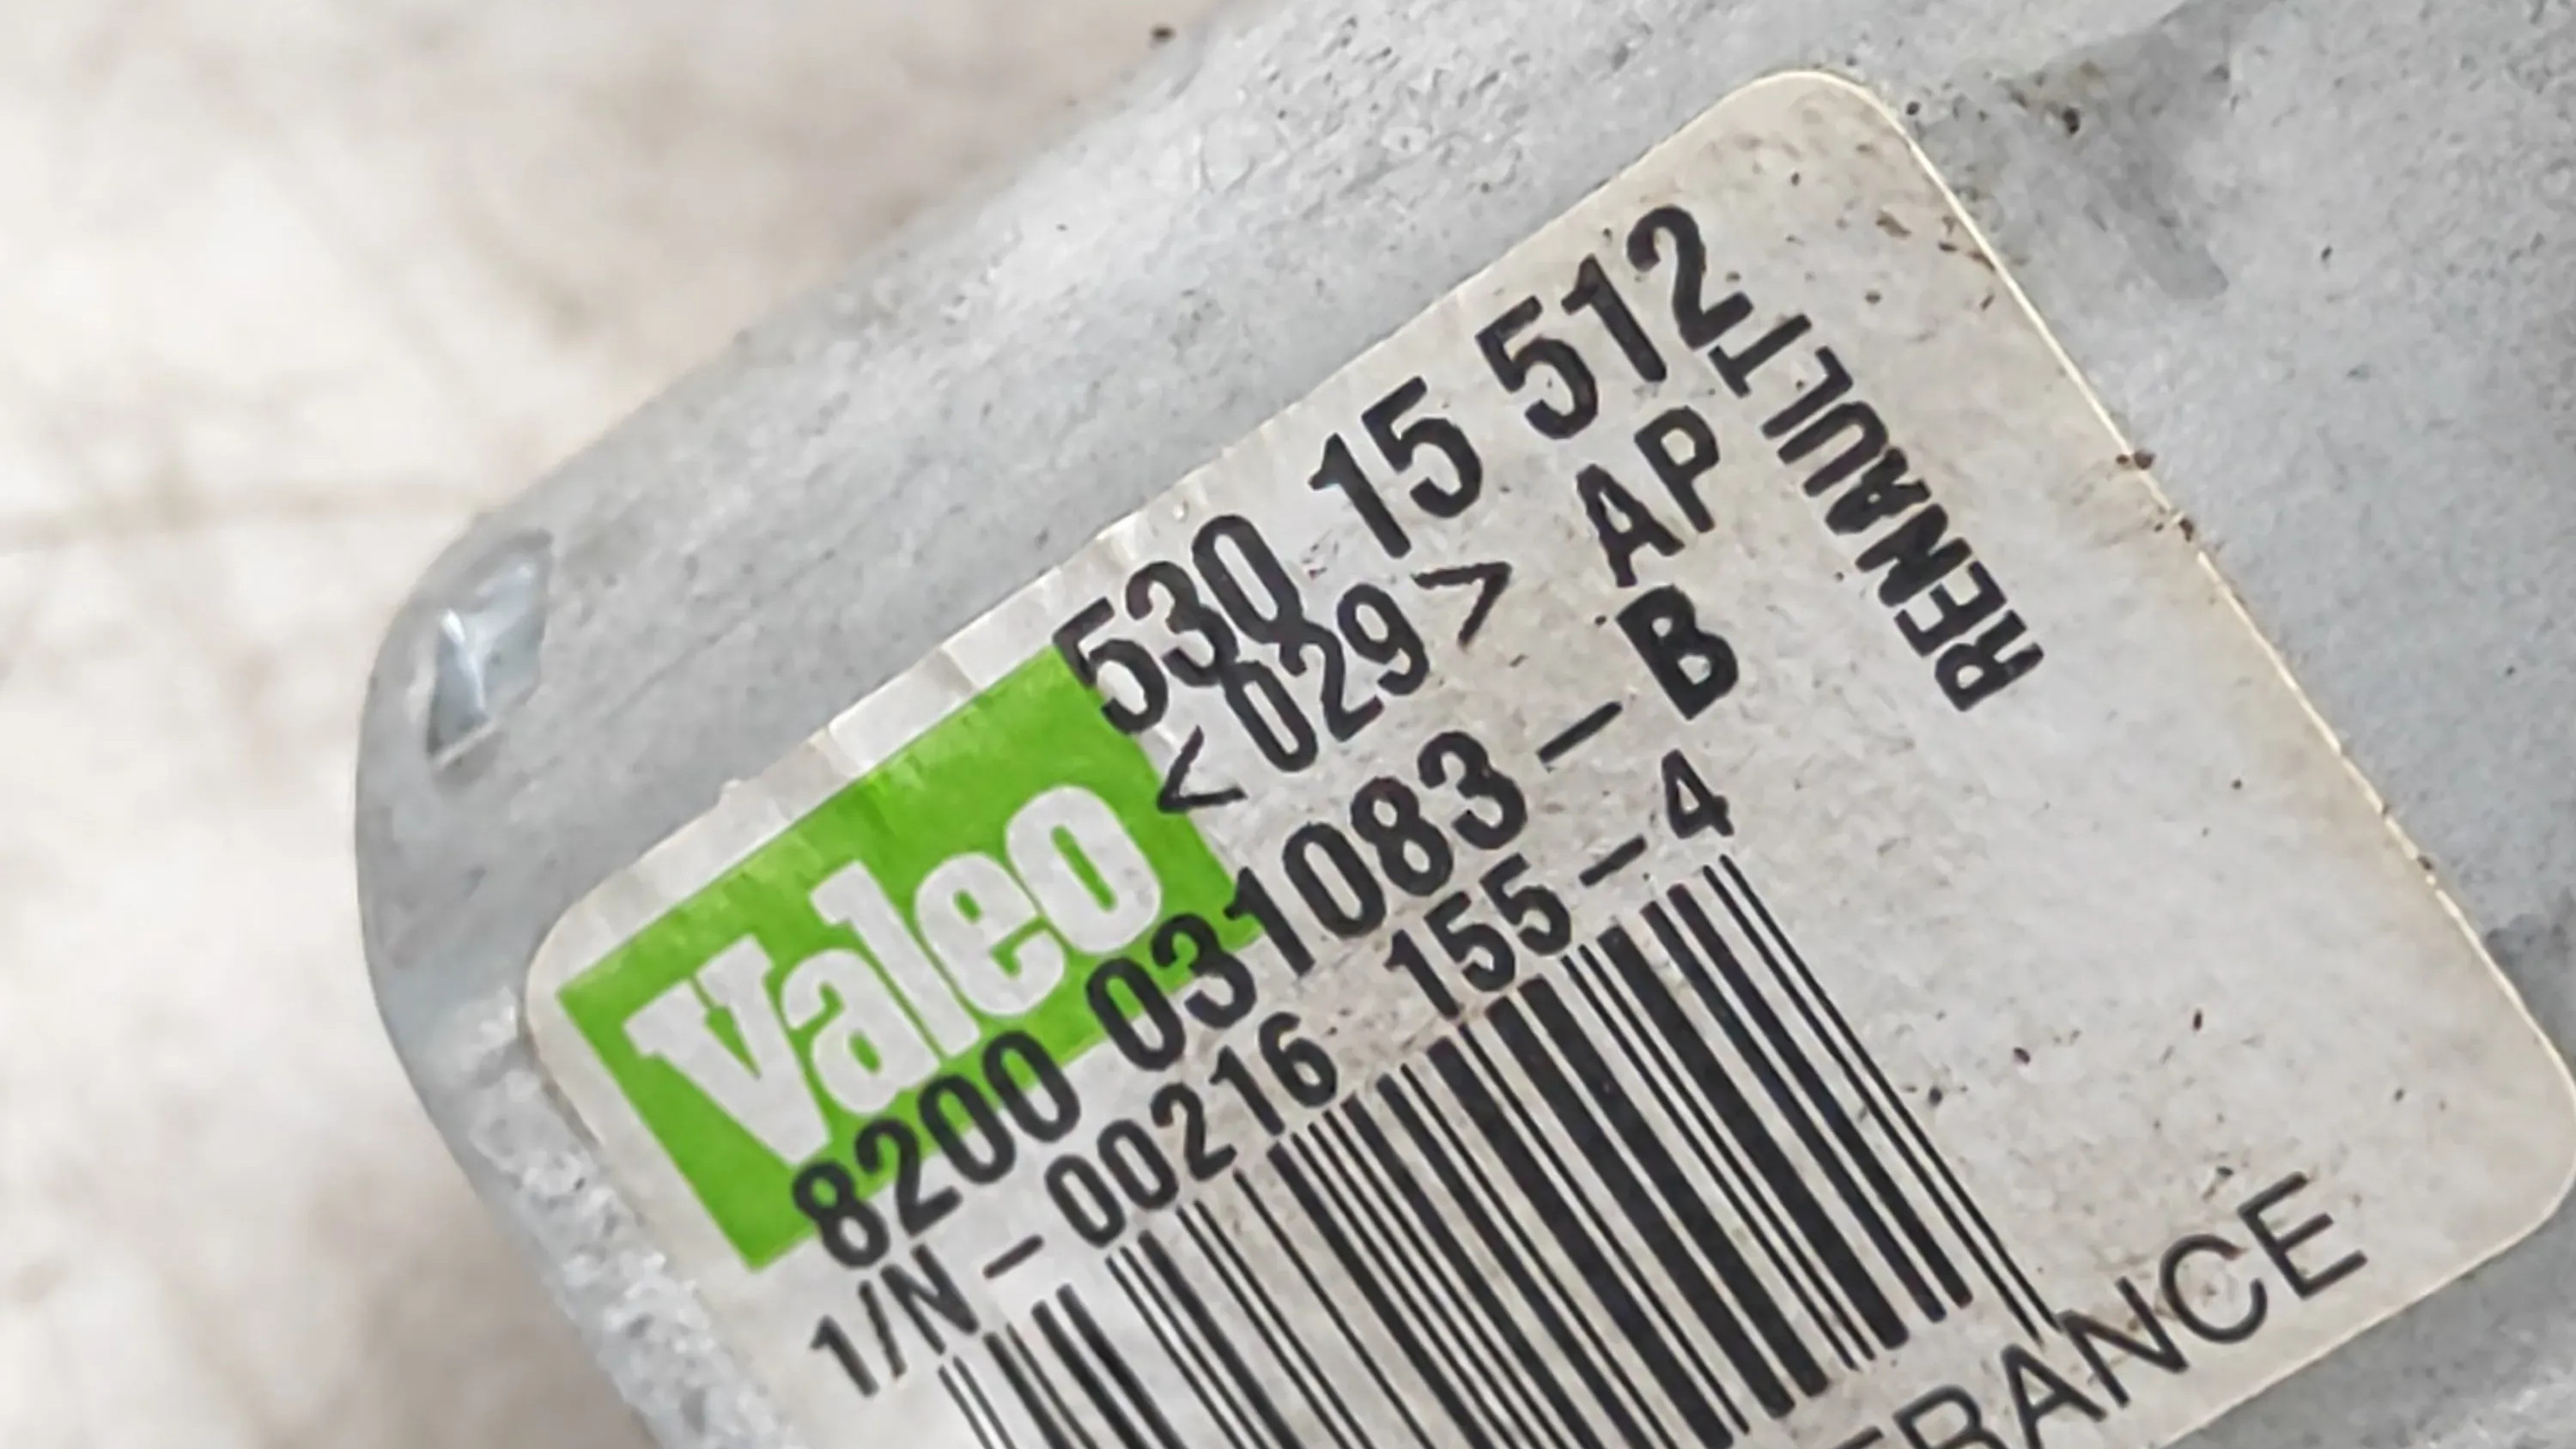 530 15 512
Valeo <029> AP
RENAULT
8200 031083-B
1/N-00216 155-4
FRANCE